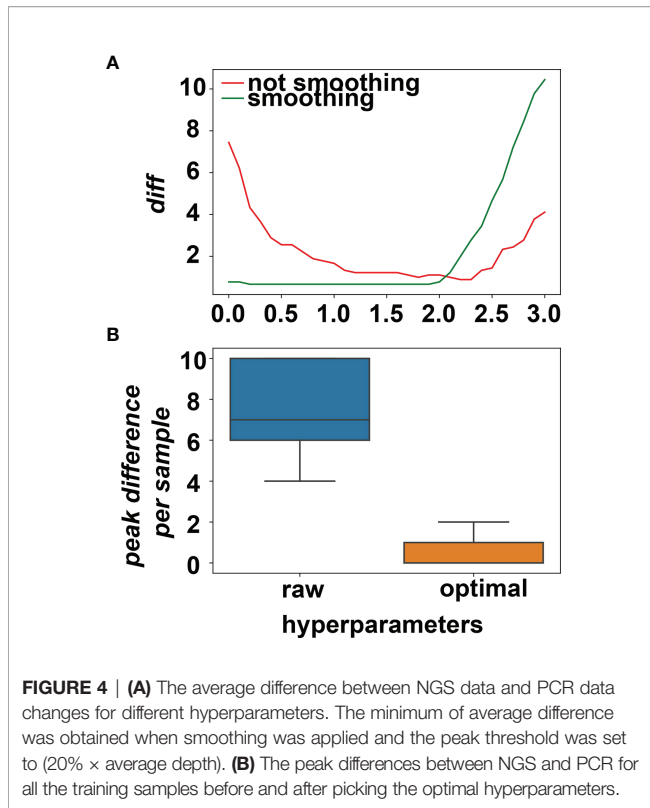 A
not smoothing
smoothing
10
8
6
4
2
diff
0.0 0.5 1.0 1.5 2.0 2.5 3.0
B
10
8
6
4
2
0
peak difference
per sample
raw optimal
hyperparameters
FIGURE 4 | (A) The average difference between NGS data and PCR data
changes for different hyperparameters. The minimum of average difference
was obtained when smoothing was applied and the peak threshold was set
to (20% × average depth). (B) The peak differences between NGS and PCR for
all the training samples before and after picking the optimal hyperparameters.